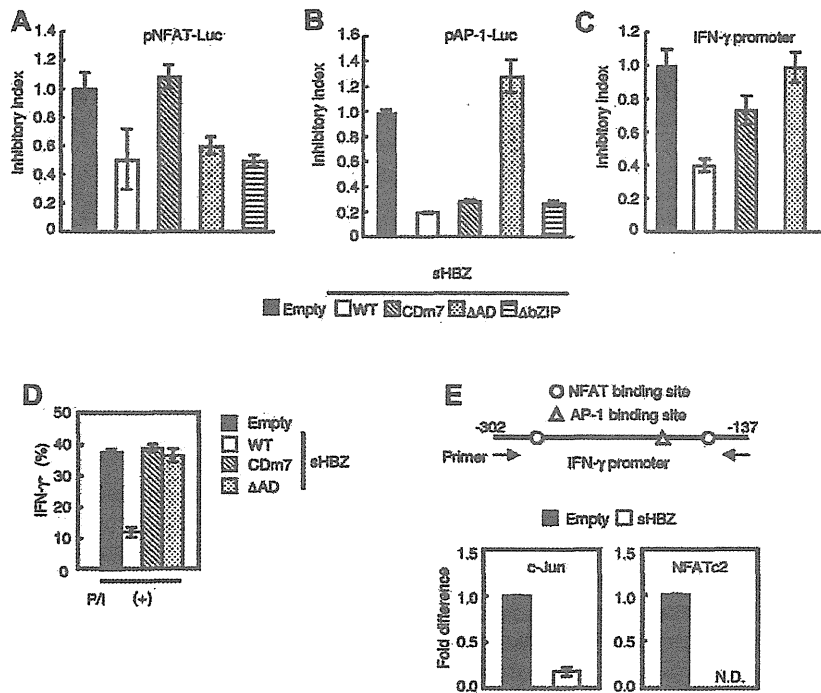 A
pNFAT-Luc
Inhibitory index
1.4
1.2
1.0
0.8
0.6
0.4
0.2
0
B
pAP-1-Luc
Inhibitory index
1.6
1.4
1.2
1.0
0.8
0.6
0.4
0.2
0
C
IFN-γ promoter
Inhibitory index
1.2
1.0
0.8
0.6
0.4
0.2
0
sHBZ
Empty WT CDm7 ΔAD ΔbZIP
D
IFN-γ (%)
50
40
30
20
10
0
P/I (+)
Empty
WT
CDm7
ΔAD
sHBZ
E
NFAT binding site
AP-1 binding site
-302 -137
Primer IFN-γ promoter
Empty sHBZ
Fold difference
c-Jun
1.5
1.0
0.5
0.0
NFATc2
1.5
1.0
0.5
0.0
N.D.